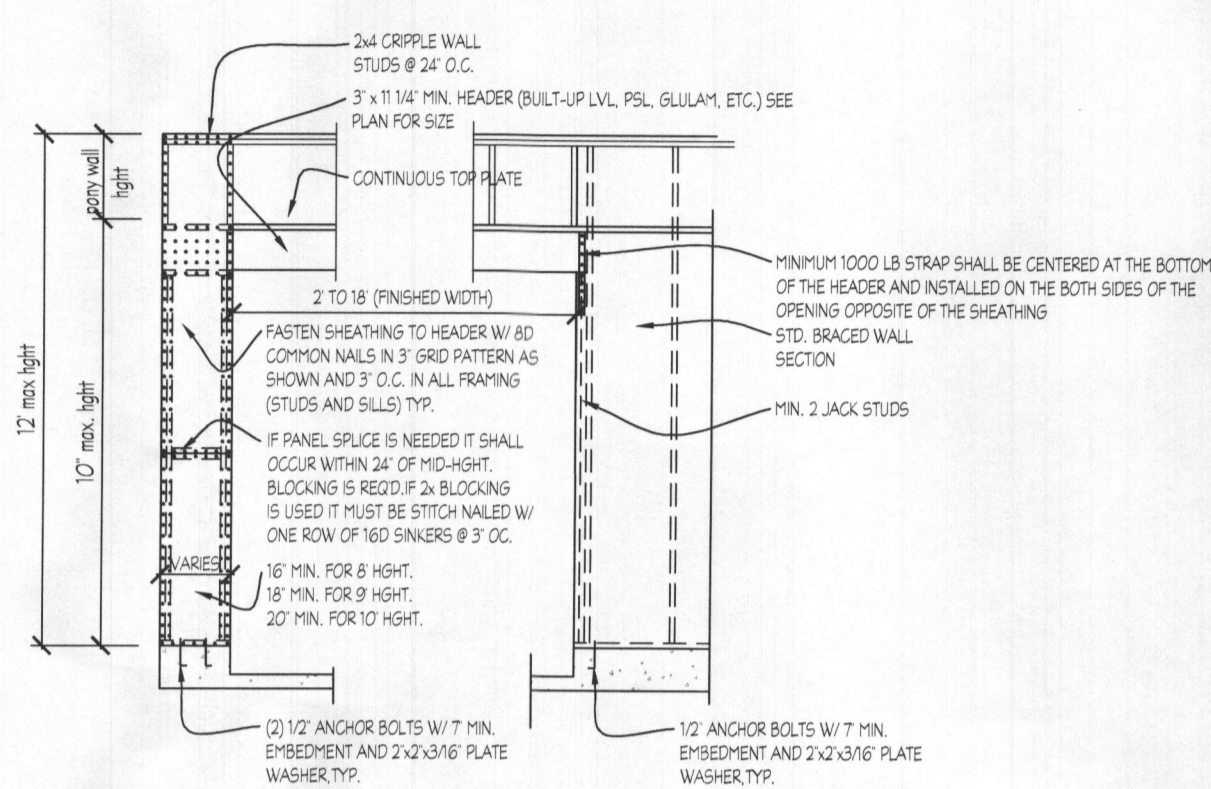 2x4 CRIPPLE WALL
STUDS @ 24" O.C.
3" x 11 1/4" MIN. HEADER (BUILT-UP LVL, PSL, GLULAM, ETC.) SEE
PLAN FOR SIZE
CONTINUOUS TOP PLATE
pony wall
hght
12' max hght
10" max. hght
2' TO 18' (FINISHED WIDTH)
FASTEN SHEATHING TO HEADER W/ 8D
COMMON NAILS IN 3" GRID PATTERN AS
SHOWN AND 3" O.C. IN ALL FRAMING
(STUDS AND SILLS) TYP.
IF PANEL SPLICE IS NEEDED IT SHALL
OCCUR WITHIN 24" OF MID-HGHT.
BLOCKING IS REQ'D.IF 2x BLOCKING
IS USED IT MUST BE STITCH NAILED W/
ONE ROW OF 16D SINKERS @ 3" OC.
VARIES
16" MIN. FOR 8' HGHT.
18" MIN. FOR 9' HGHT.
20" MIN. FOR 10' HGHT.
(2) 1/2" ANCHOR BOLTS W/ 7" MIN.
EMBEDMENT AND 2"x2"x3/16" PLATE
WASHER,TYP.
MINIMUM 1000 LB STRAP SHALL BE CENTERED AT THE BOTTOM
OF THE HEADER AND INSTALLED ON THE BOTH SIDES OF THE
OPENING OPPOSITE OF THE SHEATHING
STD. BRACED WALL
SECTION
MIN. 2 JACK STUDS
1/2" ANCHOR BOLTS W/ 7" MIN.
EMBEDMENT AND 2"x2"x3/16" PLATE
WASHER,TYP.